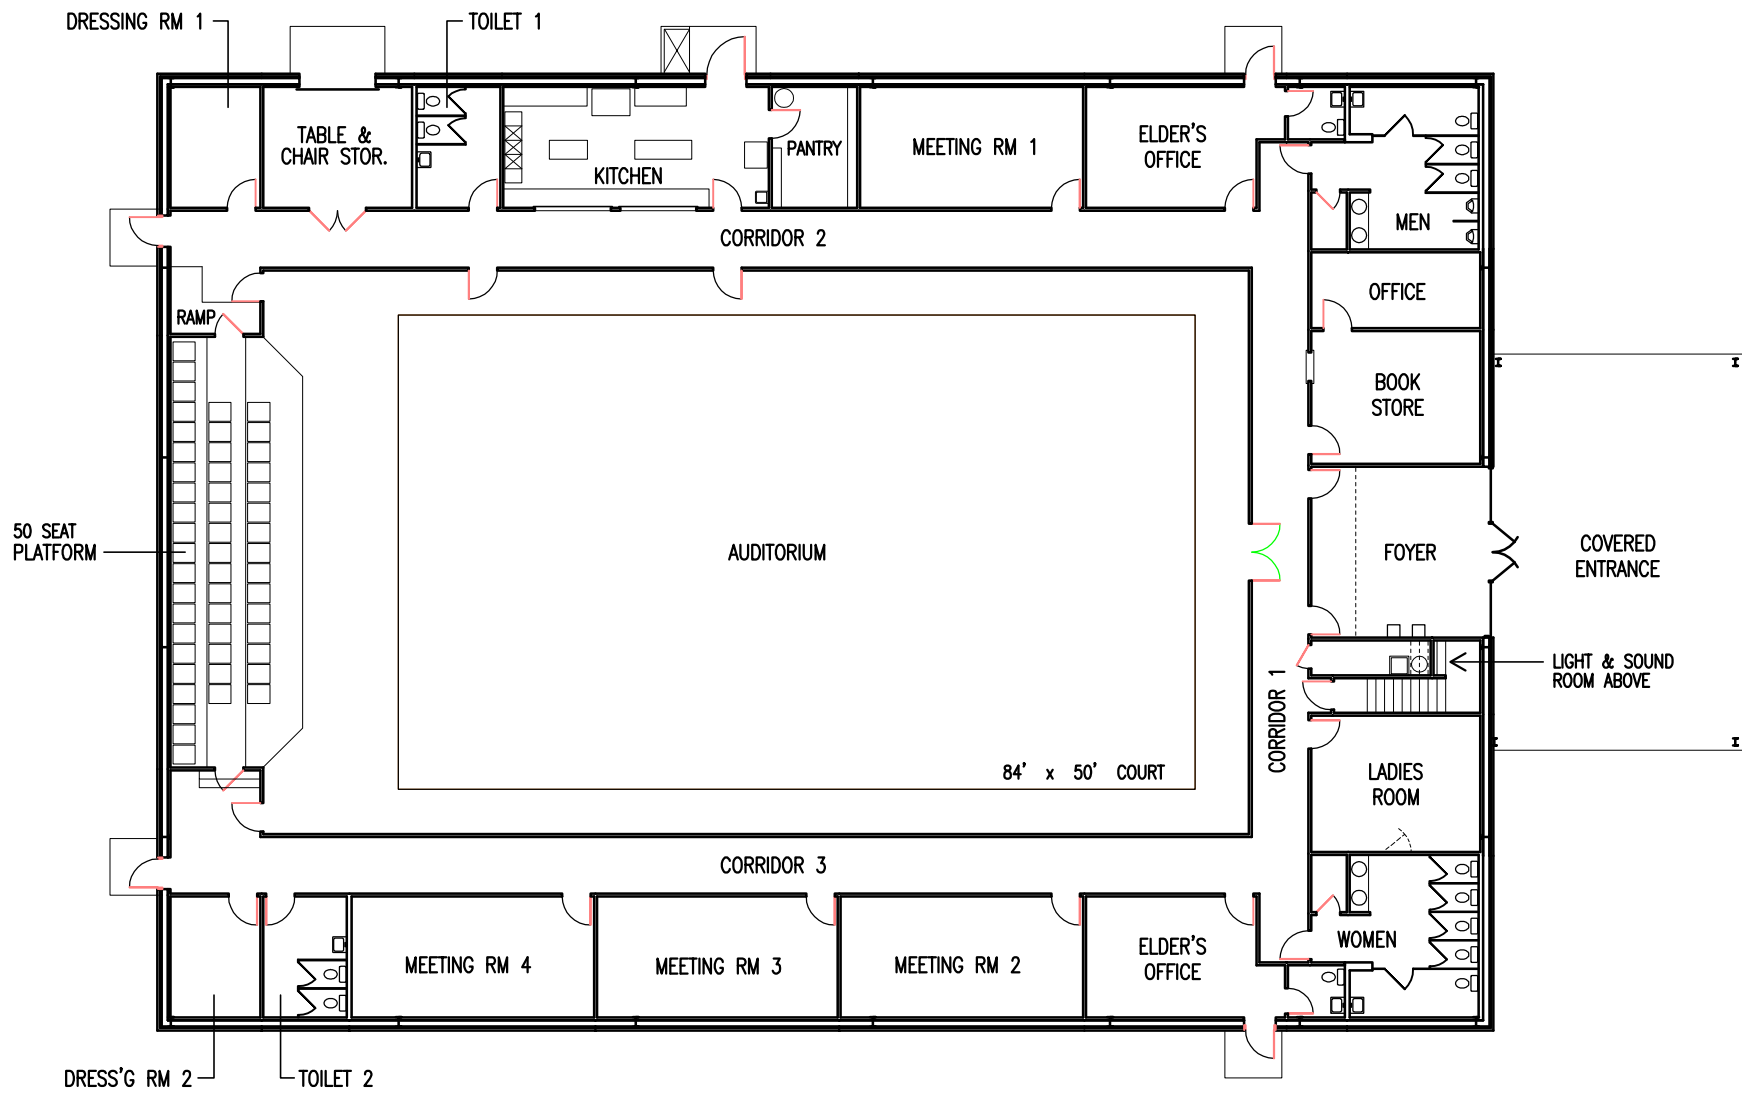 DRESSING RM 1
TOILET 1
TABLE &
CHAIR STOR.
KITCHEN
PANTRY
MEETING RM 1
ELDER'S
OFFICE
MEN
CORRIDOR 2
OFFICE
RAMP
BOOK
STORE
50 SEAT
PLATFORM
AUDITORIUM
FOYER
COVERED
ENTRANCE
LIGHT & SOUND
ROOM ABOVE
CORRIDOR 1
84' x 50' COURT
LADIES
ROOM
CORRIDOR 3
WOMEN
MEETING RM 4
MEETING RM 3
MEETING RM 2
ELDER'S
OFFICE
DRESS'G RM 2
TOILET 2